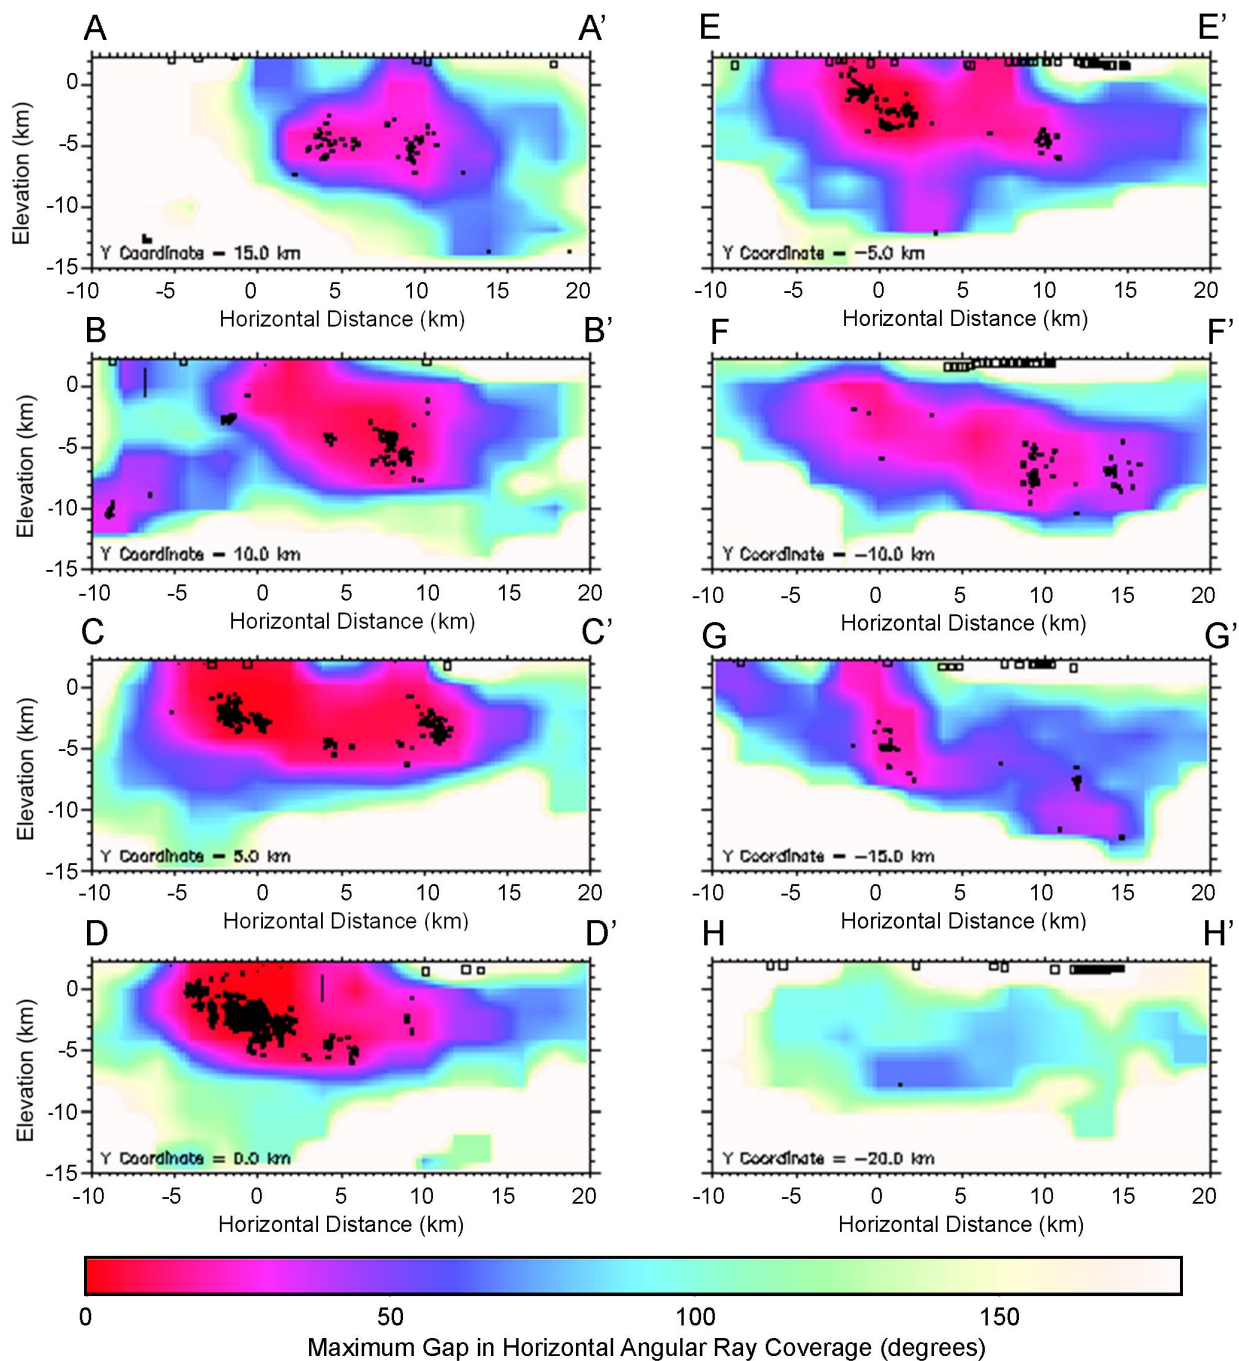 A A’ E E’
Elevation (km)
0
-5
-10
-15
Y Coordinate = 15.0 km
Y Coordinate = -5.0 km
-10 -5 0 5 10 15 20
-10 -5 0 5 10 15 20
Horizontal Distance (km)
Horizontal Distance (km)
B B’ F F’
Elevation (km)
0
-5
-10
-15
Y Coordinate = 10.0 km
Y Coordinate = -10.0 km
-10 -5 0 5 10 15 20
-10 -5 0 5 10 15 20
Horizontal Distance (km)
Horizontal Distance (km)
C C’ G G’
Elevation (km)
0
-5
-10
-15
Y Coordinate = 5.0 km
Y Coordinate = -15.0 km
-10 -5 0 5 10 15 20
-10 -5 0 5 10 15 20
Horizontal Distance (km)
Horizontal Distance (km)
D D’ H H’
Elevation (km)
0
-5
-10
-15
Y Coordinate = 0.0 km
Y Coordinate = -20.0 km
-10 -5 0 5 10 15 20
-10 -5 0 5 10 15 20
Horizontal Distance (km)
Horizontal Distance (km)
0 50 100 150
Maximum Gap in Horizontal Angular Ray Coverage (degrees)